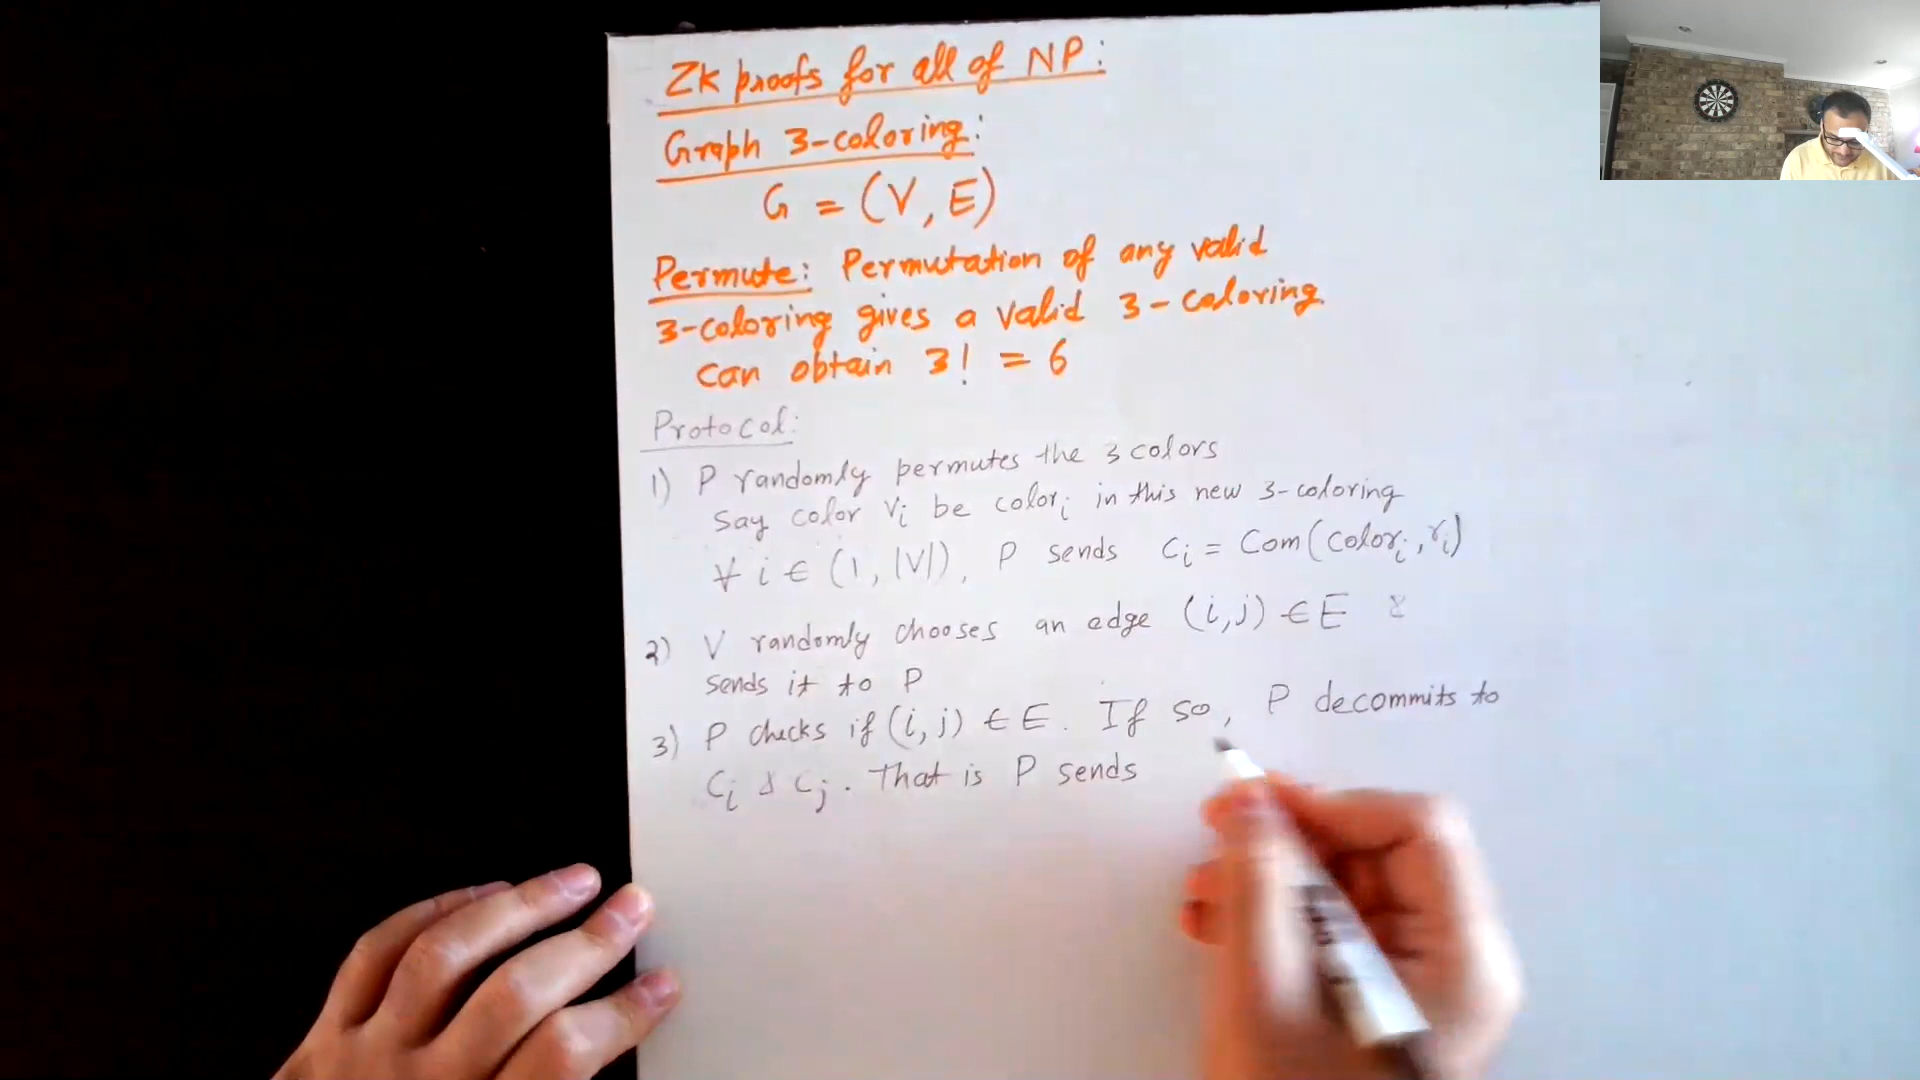 ZK proofs for all of NP:
Graph 3-coloring:
G = (V, E)
Permute: Permutation of any valid
3-coloring gives a valid 3-coloring.
can obtain 3! = 6
Protocol:
1) P randomly permutes the 3 colors
Say color vᵢ be colorᵢ in this new 3-coloring
∀ i ∈ (1, |V|), P sends Cᵢ = Com(colorᵢ, rᵢ)
2) V randomly chooses an edge (i,j) ∈ E &
sends it to P
3) P checks if (i, j) ∈ E. If so, P decommits to
Cᵢ & Cⱼ. That is P sends